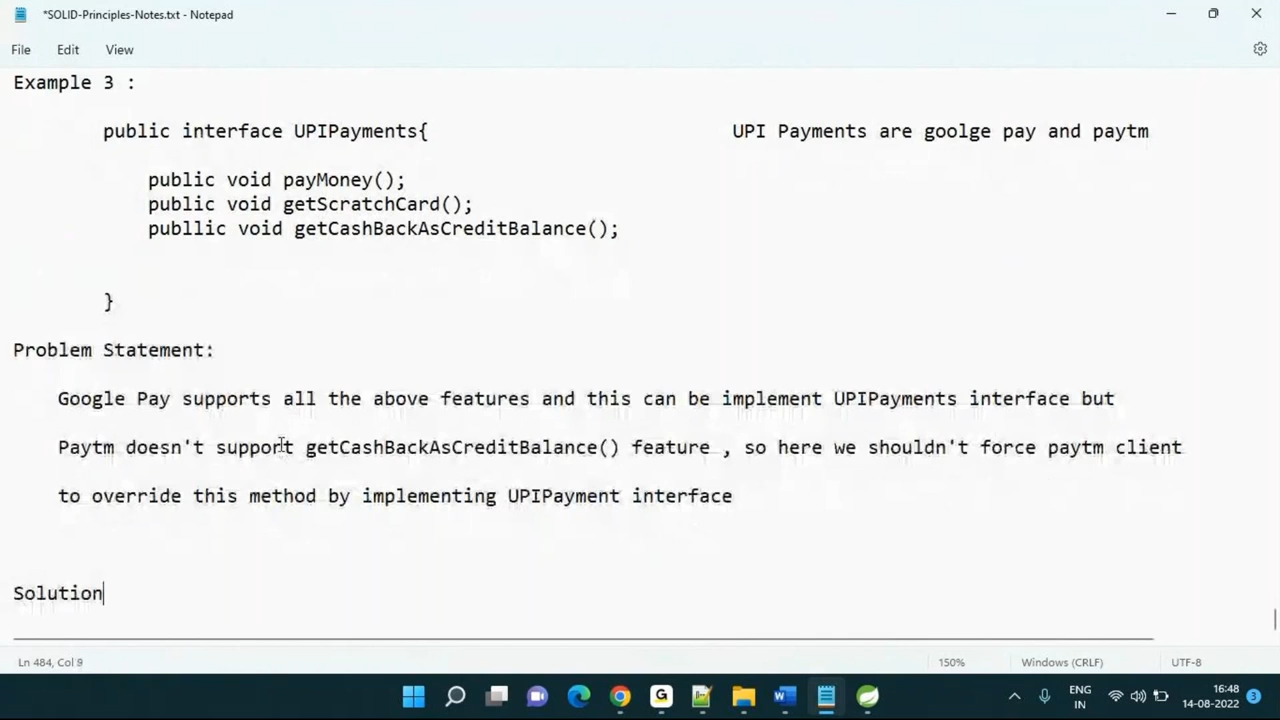 *SOLID-Principles-Notes.txt - Notepad
File Edit View
Example 3 :
public interface UPIPayments{ UPI Payments are goolge pay and paytm
public void payMoney();
public void getScratchCard();
publlic void getCashBackAsCreditBalance();
}
Problem Statement:
Google Pay supports all the above features and this can be implement UPIPayments interface but
Paytm doesn't support getCashBackAsCreditBalance() feature , so here we shouldn't force paytm client
to override this method by implementing UPIPayment interface
Solution
Ln 484, Col 9 150% Windows (CRLF) UTF-8
ENG 16:48
IN 14-08-2022 3